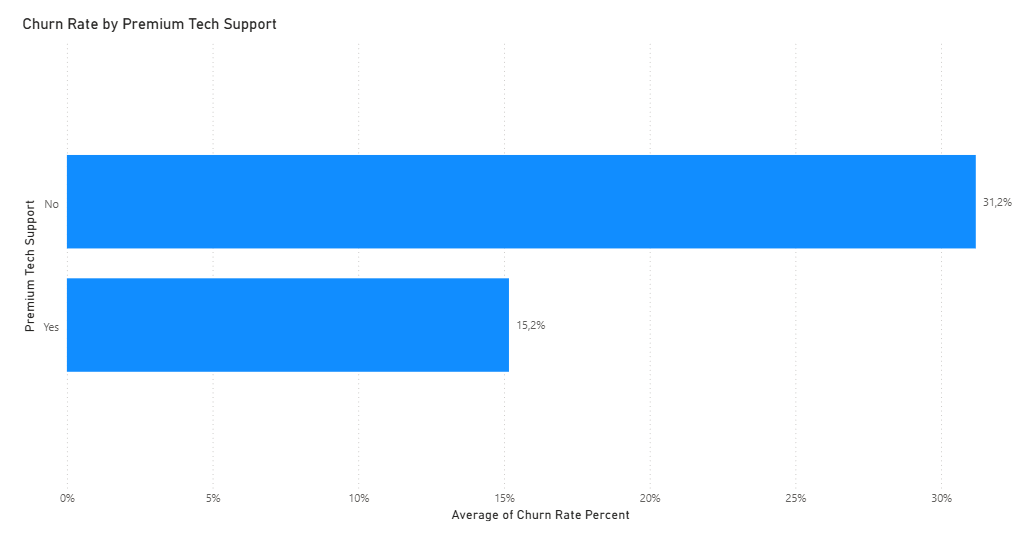 Churn Rate by Premium Tech Support
Premium Tech Support
No
31,2%
Yes
15,2%
0%
5%
10%
15%
20%
25%
30%
Average of Churn Rate Percent